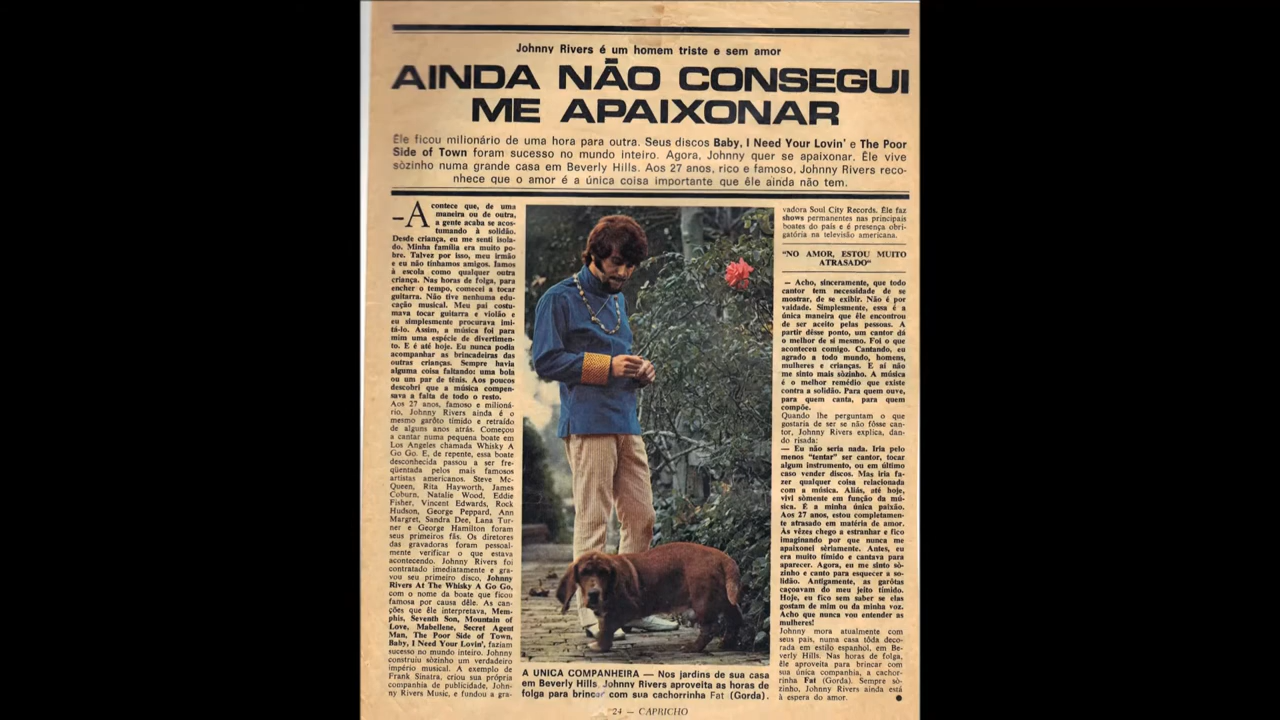 Johnny Rivers é um homem triste e sem amor
AINDA NÃO CONSEGUI
ME APAIXONAR
Êle ficou milionário de uma hora para outra. Seus discos Baby, I Need Your Lovin' e The Poor
Side of Town foram sucesso no mundo inteiro. Agora, Johnny quer se apaixonar. Êle vive
sòzinho numa grande casa em Beverly Hills. Aos 27 anos, rico e famoso, Johnny Rivers reco-
nhece que o amor é a única coisa importante que êle ainda não tem.
—Acontece que, de uma
maneira ou de outra,
a gente acaba se acos-
tumando à solidão.
Desde criança, eu me senti isola-
do. Minha família era muito po-
bre. Talvez por isso, meu irmão
e eu não tínhamos amigos. Íamos
à escola como qualquer outra
criança. Nas horas de folga, para
encher o tempo, comecei a tocar
guitarra. Não tive nenhuma edu-
cação musical. Meu pai costu-
mava tocar guitarra e violão e
eu simplesmente procurava imi-
tá-lo. Assim, a música foi para
mim uma espécie de divertimen-
to. E é até hoje. Eu nunca podia
acompanhar as brincadeiras das
outras crianças. Sempre havia
alguma coisa faltando: uma bola
ou um par de tênis. Aos poucos
descobri que a música compen-
sava a falta de todo o resto.
Aos 27 anos, famoso e milioná-
rio, Johnny Rivers ainda é o
mesmo garôto tímido e retraído
de alguns anos atrás. Começou
a cantar numa pequena boate em
Los Angeles chamada Whisky A
Go Go. E, de repente, essa boate
desconhecida passou a ser fre-
qüentada pelos mais famosos
artistas americanos. Steve Mc-
Queen, Rita Hayworth, James
Coburn, Natalie Wood, Eddie
Fisher, Vincent Edwards, Rock
Hudson, George Peppard, Ann
Margret, Sandra Dee, Lana Tur-
ner e George Hamilton foram
seus primeiros fãs. Os diretores
das gravadoras foram pessoal-
mente verificar o que estava
acontecendo. Johnny Rivers foi
contratado imediatamente e gra-
vou seu primeiro disco, Johnny
Rivers At The Whisky A Go Go,
com o nome da boate que ficou
famosa por causa dêle. As can-
ções que êle interpretava, Mem-
phis, Seventh Son, Mountain of
Love, Mabellene, Secret Agent
Man, The Poor Side of Town,
Baby, I Need Your Lovin', faziam
sucesso no mundo inteiro. Johnny
construiu sòzinho um verdadeiro
império musical. A exemplo de
Frank Sinatra, criou sua própria
companhia de publicidade, John-
ny Rivers Music, e fundou a gra-
A UNICA COMPANHEIRA — Nos jardins de sua casa
em Beverly Hills, Johnny Rivers aproveita as horas de
folga para brincar com sua cachorrinha Fat (Gorda).
vadora Soul City Records. Êle faz
shows permanentes nas principais
boates do país e é presença obri-
gatória na televisão americana.
"NO AMOR, ESTOU MUITO
ATRASADO"
— Acho, sinceramente, que todo
cantor tem necessidade de se
mostrar, de se exibir. Não é por
vaidade. Simplesmente, essa é a
única maneira que êle encontrou
de ser aceito pelas pessoas. A
partir dêsse ponto, um cantor dá
o melhor de si mesmo. Foi o que
aconteceu comigo. Cantando, eu
agrado a todo mundo, homens,
mulheres e crianças. E aí não
me sinto mais sòzinho. A música
é o melhor remédio que existe
contra a solidão. Para quem ouve,
para quem canta, para quem
compõe.
Quando lhe perguntam o que
gostaria de ser se não fôsse can-
tor, Johnny Rivers explica, dan-
do risada:
— Eu não seria nada. Iria pelo
menos "tentar" ser cantor, tocar
algum instrumento, ou em último
caso vender discos. Mas iria fa-
zer qualquer coisa relacionada
com a música. Aliás, até hoje,
vivi sòmente em função da mú-
sica. É a minha única paixão.
Aos 27 anos, estou completamen-
te atrasado em matéria de amor.
Às vêzes chego a estranhar e fico
imaginando por que nunca me
apaixonei sèriamente. Antes, eu
era muito tímido e cantava para
aparecer. Agora, eu me sinto sò-
zinho e canto para esquecer a so-
lidão. Antigamente, as garôtas
caçoavam do meu jeito tímido.
Hoje, eu fico sem saber se elas
gostam de mim ou da minha voz.
Acho que nunca vou entender as
mulheres!
Johnny mora atualmente com
seus pais, numa casa tôda deco-
rada em estilo espanhol, em Be-
verly Hills. Nas horas de folga,
êle aproveita para brincar com
sua única companhia, a cachor-
rinha Fat (Gorda). Sempre sò-
zinho, Johnny Rivers ainda está
à espera do amor.
24 — CAPRICHO